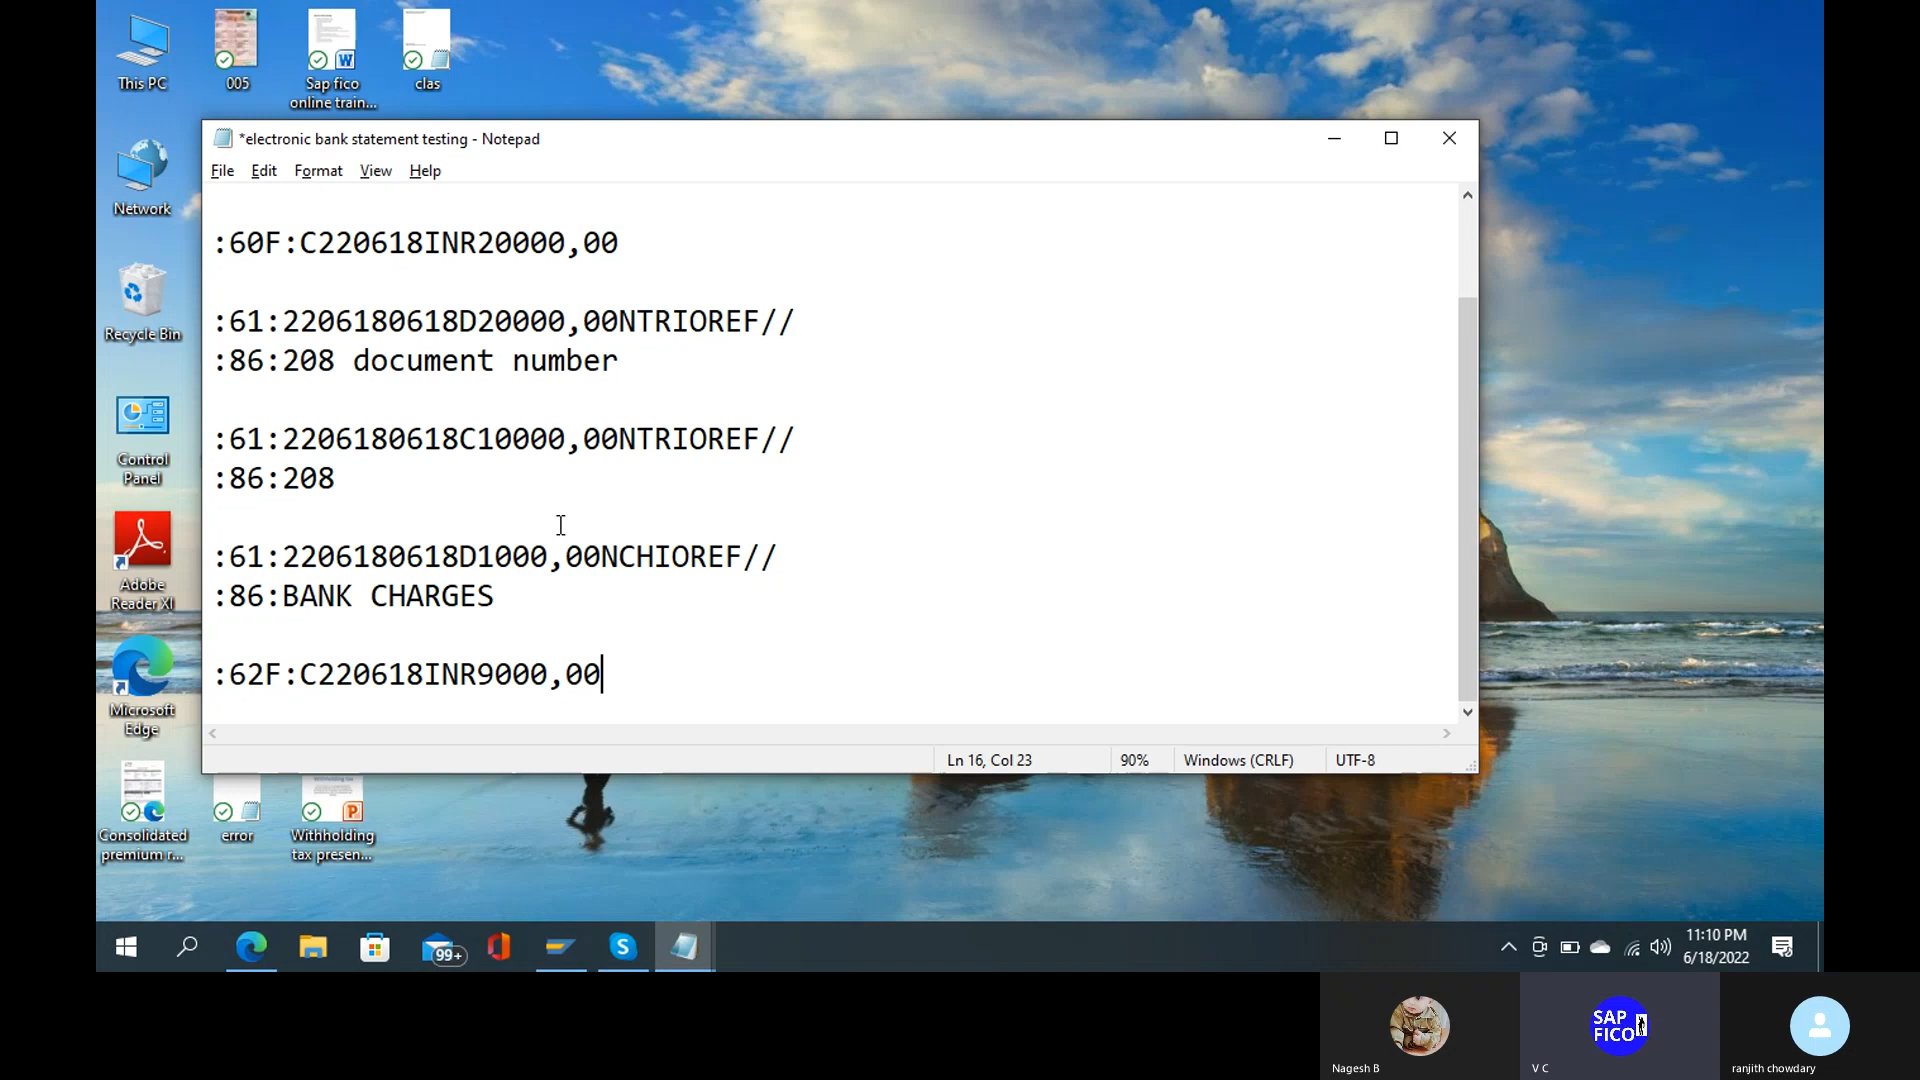 This PC
005
Sap fico
online train...
clas
*electronic bank statement testing - Notepad
File Edit Format View Help
Network
:60F:C220618INR20000,00
:61:2206180618D20000,00NTRIOREF//
:86:208 document number
:61:2206180618C10000,00NTRIOREF//
:86:208
:61:2206180618D1000,00NCHIOREF//
:86:BANK CHARGES
:62F:C220618INR9000,00
Recycle Bin
Control
Panel
Adobe
Reader XI
Microsoft
Edge
Ln 16, Col 23 90% Windows (CRLF) UTF-8
Consolidated
premium r...
error
Withholding
tax presen...
99+
11:10 PM
6/18/2022
SAP
FICO
Nagesh B
V C
ranjith chowdary